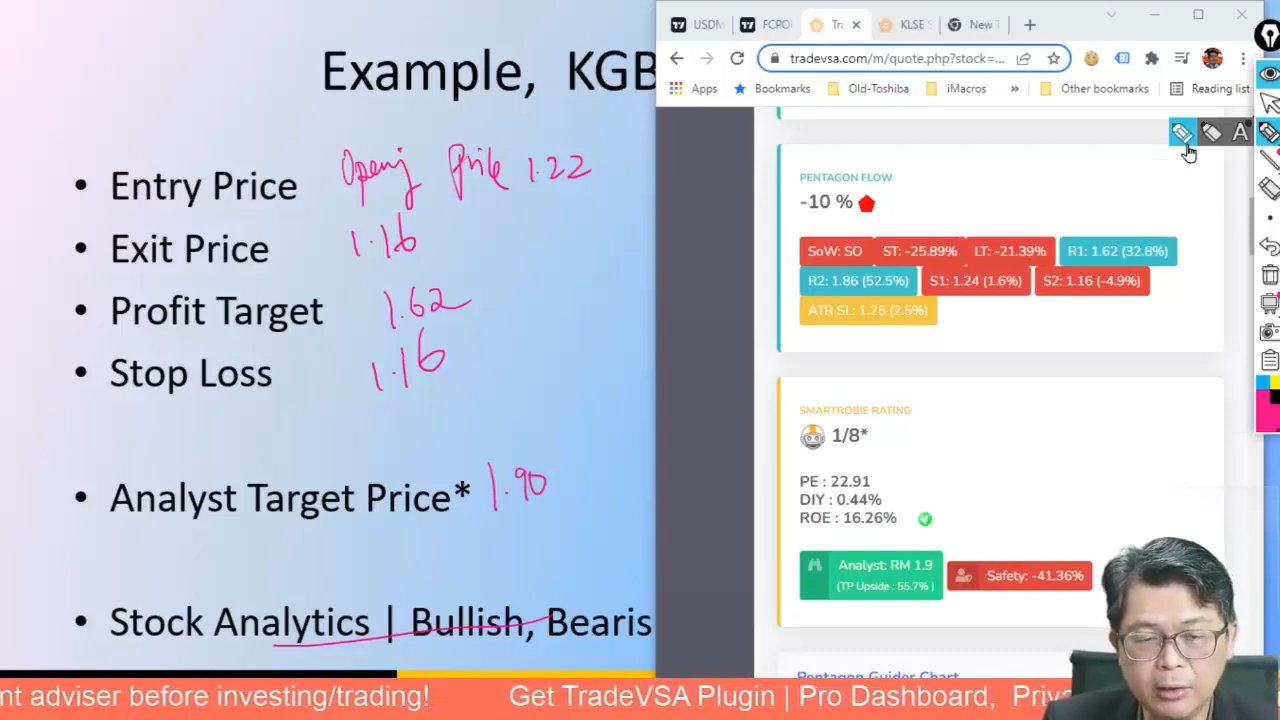 Example, KGB
• Entry Price Opening Price 1.22
• Exit Price 1.16
• Profit Target 1.62
• Stop Loss 1.16
• Analyst Target Price* 1.90
• Stock Analytics | Bullish, Bearis
nt adviser before investing/trading! Get TradeVSA Plugin | Pro Dashboard, Priv
USDM FCPO Tra KLSE S New T
tradevsa.com/m/quote.php?stock=...
Apps Bookmarks Old-Toshiba iMacros » Other bookmarks Reading list
A
PENTAGON FLOW
-10 %
SoW: SO ST: -25.89% LT: -21.39% R1: 1.62 (32.8%)
R2: 1.86 (52.5%) S1: 1.24 (1.6%) S2: 1.16 (-4.9%)
ATR SL: 1.25 (2.5%)
SMARTROBIE RATING
1/8*
PE : 22.91
DIY : 0.44%
ROE : 16.26%
Analyst: RM 1.9
(TP Upside : 55.7% )
Safety: -41.36%
Pentagon Guider Chart